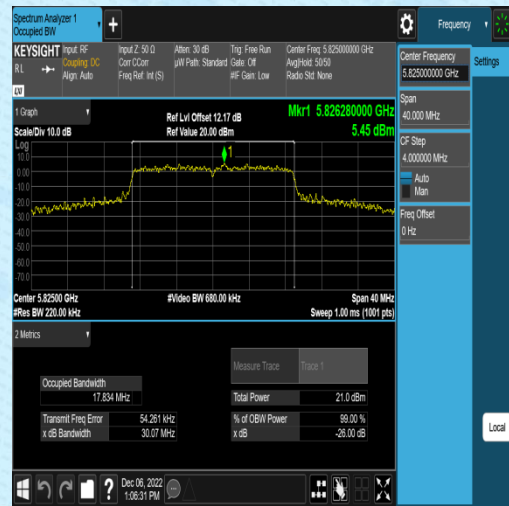 Spectrum Analyzer 1
Occupied BW
Frequency
KEYSIGHT
Input: RF
Input Z: 50 Ω
Atten: 30 dB
Trig: Free Run
Center Freq: 5.825000000 GHz
RL
Coupling: DC
Corr CCorr
µW Path: Standard
Gate: Off
Avg|Hold: 50/50
Align: Auto
Freq Ref: Int (S)
#IF Gain: Low
Radio Std: None
LXI
Center Frequency
5.825000000 GHz
Settings
Span
40.000 MHz
CF Step
4.000000 MHz
Auto
Man
Freq Offset
0 Hz
1 Graph
Scale/Div 10.0 dB
Ref Lvl Offset 12.17 dB
Ref Value 20.00 dBm
Mkr1 5.826280000 GHz
5.45 dBm
Log
10.0
0.00
-10.0
-20.0
-30.0
-40.0
-50.0
-60.0
-70.0
1
Center 5.82500 GHz
#Video BW 680.00 kHz
Span 40 MHz
#Res BW 220.00 kHz
Sweep 1.00 ms (1001 pts)
2 Metrics
Measure Trace
Trace 1
Occupied Bandwidth
17.834 MHz
Total Power
21.0 dBm
Transmit Freq Error
54.261 kHz
% of OBW Power
99.00 %
x dB Bandwidth
30.07 MHz
x dB
-26.00 dB
Local
?
Dec 06, 2022
1:06:31 PM